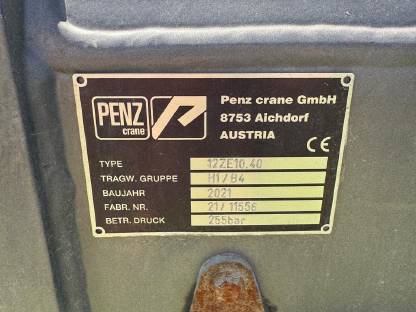 PENZ
crane
Penz crane GmbH
8753 Aichdorf
AUSTRIA
CE
TYPE 12ZE10.40
TRAGW. GRUPPE H1/B4
BAUJAHR 2021
FABR. NR. 21/11556
BETR. DRUCK 255bar